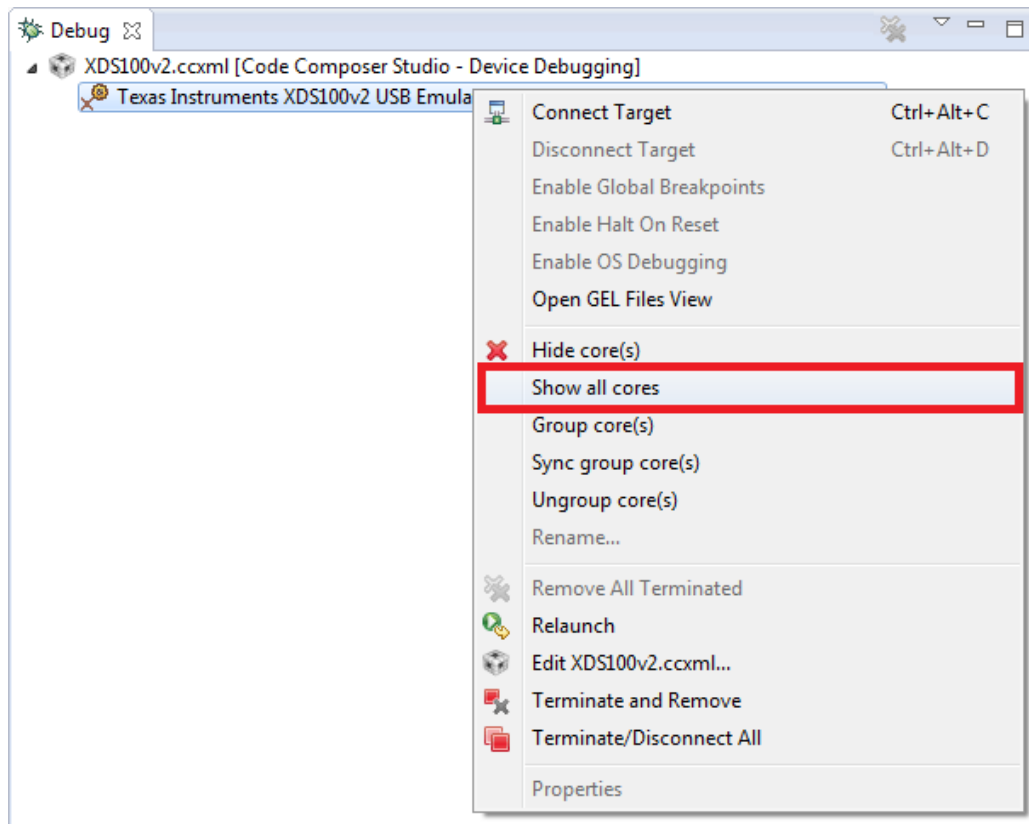 Debug
XDS100v2.ccxml [Code Composer Studio - Device Debugging]
Texas Instruments XDS100v2 USB Emula
Connect Target Ctrl+Alt+C
Disconnect Target Ctrl+Alt+D
Enable Global Breakpoints
Enable Halt On Reset
Enable OS Debugging
Open GEL Files View
Hide core(s)
Show all cores
Group core(s)
Sync group core(s)
Ungroup core(s)
Rename...
Remove All Terminated
Relaunch
Edit XDS100v2.ccxml...
Terminate and Remove
Terminate/Disconnect All
Properties